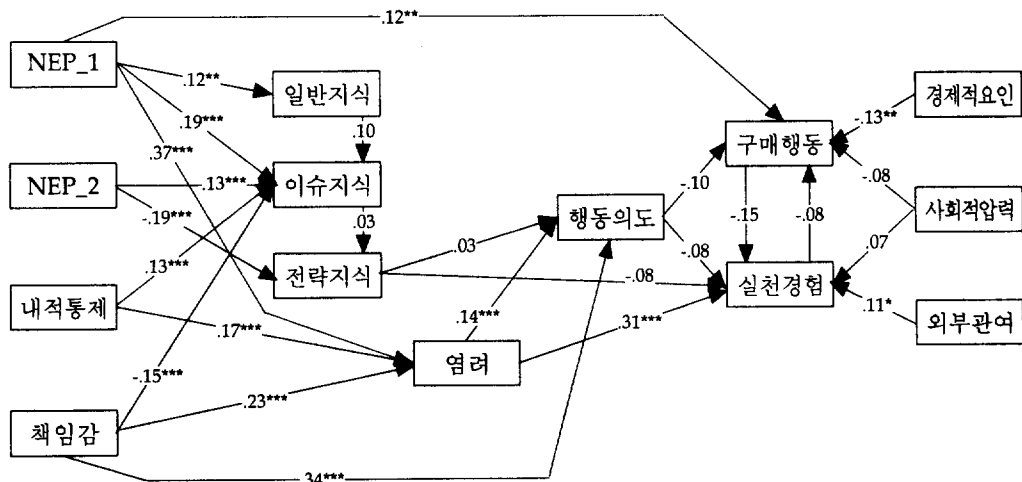 .12**
NEP_1
.12**
일반지식
경제적요인
-.13**
.19***
.10
구매행동
.37***
NEP_2
.13***
이슈지식
-.10
-.08
-.19***
.03
행동의도
-.15
-.08
사회적압력
.03
-.08
.07
.13***
전략지식
-.08
실천경험
내적통제
.14***
.31***
.11*
외부관여
.17***
염려
-.15***
.23***
책임감
.34***